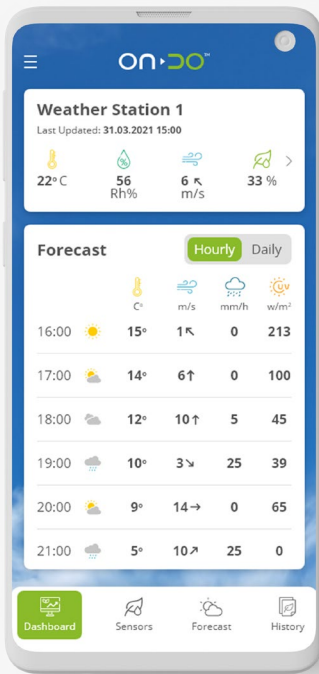 on·do™
Weather Station 1
Last Updated: 31.03.2021 15:00
22° C 56 6 ↖ 33 %
Rh% m/s
Forecast Hourly Daily
UV
C° m/s mm/h w/m²
16:00 15° 1↖ 0 213
17:00 14° 6↑ 0 100
18:00 12° 10↑ 5 45
19:00 10° 3↘ 25 39
20:00 9° 14→ 0 65
21:00 5° 10↗ 25 0
Dashboard Sensors Forecast History